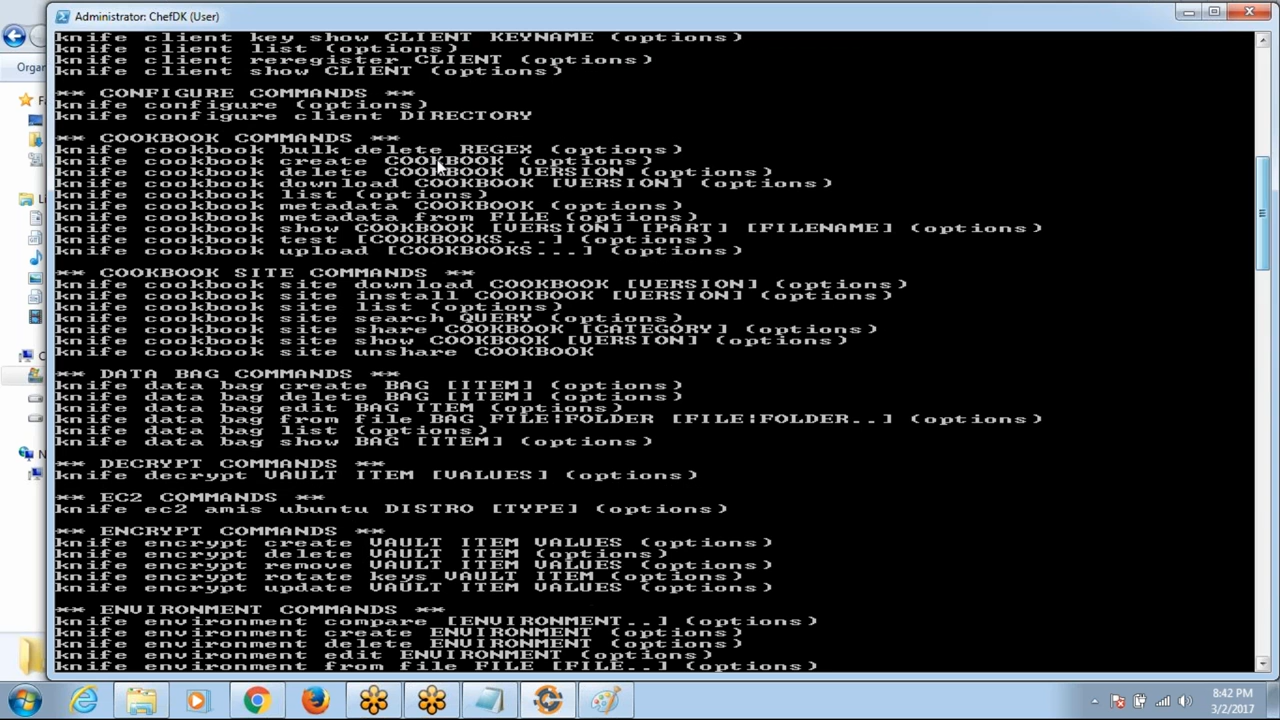 Administrator: ChefDK (User)
Organ
knife client key show CLIENT KEYNAME (options)
knife client list (options)
knife client reregister CLIENT (options)
knife client show CLIENT (options)
** CONFIGURE COMMANDS **
knife configure (options)
knife configure client DIRECTORY
** COOKBOOK COMMANDS **
knife cookbook bulk delete REGEX (options)
knife cookbook create COOKBOOK (options)
knife cookbook delete COOKBOOK VERSION (options)
knife cookbook download COOKBOOK [VERSION] (options)
knife cookbook list (options)
knife cookbook metadata COOKBOOK (options)
knife cookbook metadata from FILE (options)
knife cookbook show COOKBOOK [VERSION] [PART] [FILENAME] (options)
knife cookbook test [COOKBOOKS...] (options)
knife cookbook upload [COOKBOOKS...] (options)
** COOKBOOK SITE COMMANDS **
knife cookbook site download COOKBOOK [VERSION] (options)
knife cookbook site install COOKBOOK [VERSION] (options)
knife cookbook site list (options)
knife cookbook site search QUERY (options)
knife cookbook site share COOKBOOK [CATEGORY] (options)
knife cookbook site show COOKBOOK [VERSION] (options)
knife cookbook site unshare COOKBOOK
** DATA BAG COMMANDS **
knife data bag create BAG [ITEM] (options)
knife data bag delete BAG [ITEM] (options)
knife data bag edit BAG ITEM (options)
knife data bag from file BAG FILE|FOLDER [FILE|FOLDER..] (options)
knife data bag list (options)
knife data bag show BAG [ITEM] (options)
** DECRYPT COMMANDS **
knife decrypt VAULT ITEM [VALUES] (options)
** EC2 COMMANDS **
knife ec2 amis ubuntu DISTRO [TYPE] (options)
** ENCRYPT COMMANDS **
knife encrypt create VAULT ITEM VALUES (options)
knife encrypt delete VAULT ITEM (options)
knife encrypt remove VAULT ITEM VALUES (options)
knife encrypt rotate keys VAULT ITEM (options)
knife encrypt update VAULT ITEM VALUES (options)
** ENVIRONMENT COMMANDS **
knife environment compare [ENVIRONMENT..] (options)
knife environment create ENVIRONMENT (options)
knife environment delete ENVIRONMENT (options)
knife environment edit ENVIRONMENT (options)
knife environment from file FILE [FILE..] (options)
8:42 PM
3/2/2017